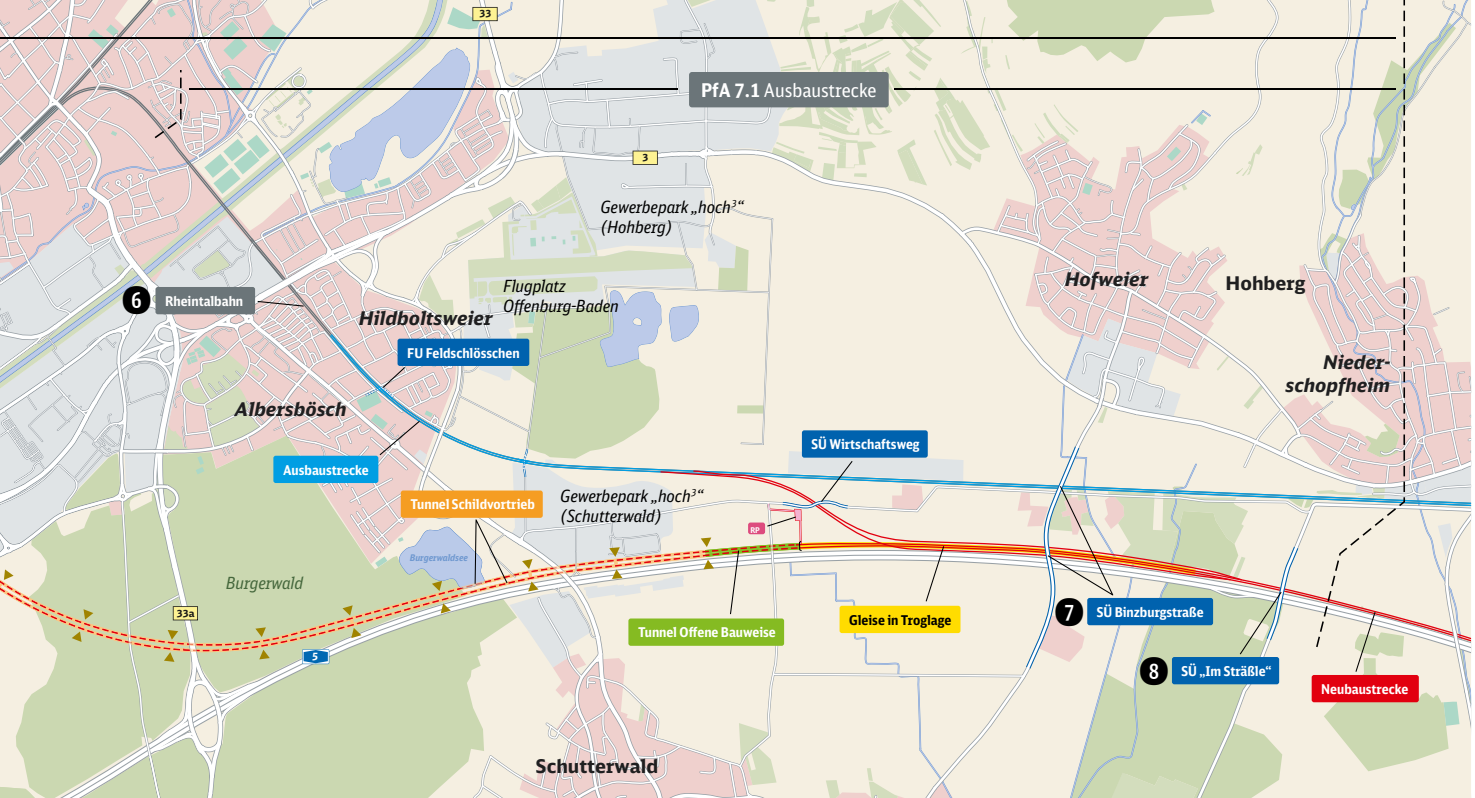 33
PfA 7.1 Ausbaustrecke
3
Gewerbepark „hoch³“
(Hohberg)
Hofweier
Hohberg
Flugplatz
Offenburg-Baden
6 Rheintalbahn
Hildboltsweier
FU Feldschlösschen
Nieder-
schopfheim
Albersbösch
SÜ Wirtschaftsweg
Ausbaustrecke
Tunnel Schildvortrieb
Gewerbepark „hoch³“
(Schutterwald)
RP
Burgerwaldsee
Burgerwald
33a
Gleise in Troglage
7 SÜ Binzburgstraße
Tunnel Offene Bauweise
5
8 SÜ „Im Sträßle“
Neubaustrecke
Schutterwald